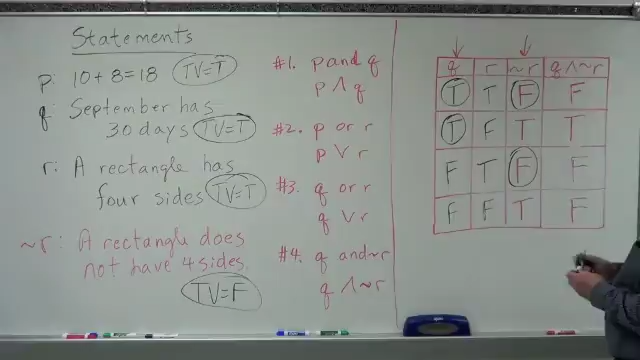 Statements
p: 10 + 8 = 18 TV=T
q: September has
30 days TV=T
r: A rectangle has
four sides TV=T
~r: A rectangle does
not have 4 sides.
TV=F
#1. p and q
p ∧ q
#2. p or r
p ∨ r
#3. q or r
q ∨ r
#4. q and ~r
q ∧ ~r
q r ~r q ∧ ~r
T T F F
T F T T
F T F F
F F T F